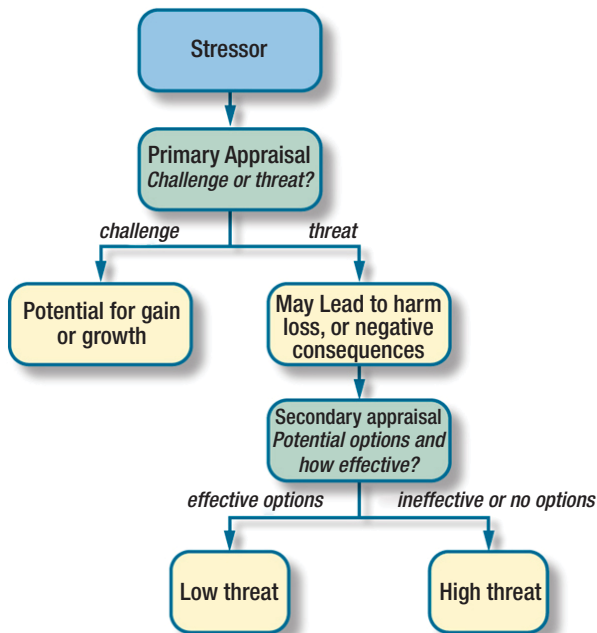 Stressor
Primary Appraisal
Challenge or threat?
challenge
threat
Potential for gain
or growth
May Lead to harm
loss, or negative
consequences
Secondary appraisal
Potential options and
how effective?
effective options
ineffective or no options
Low threat
High threat